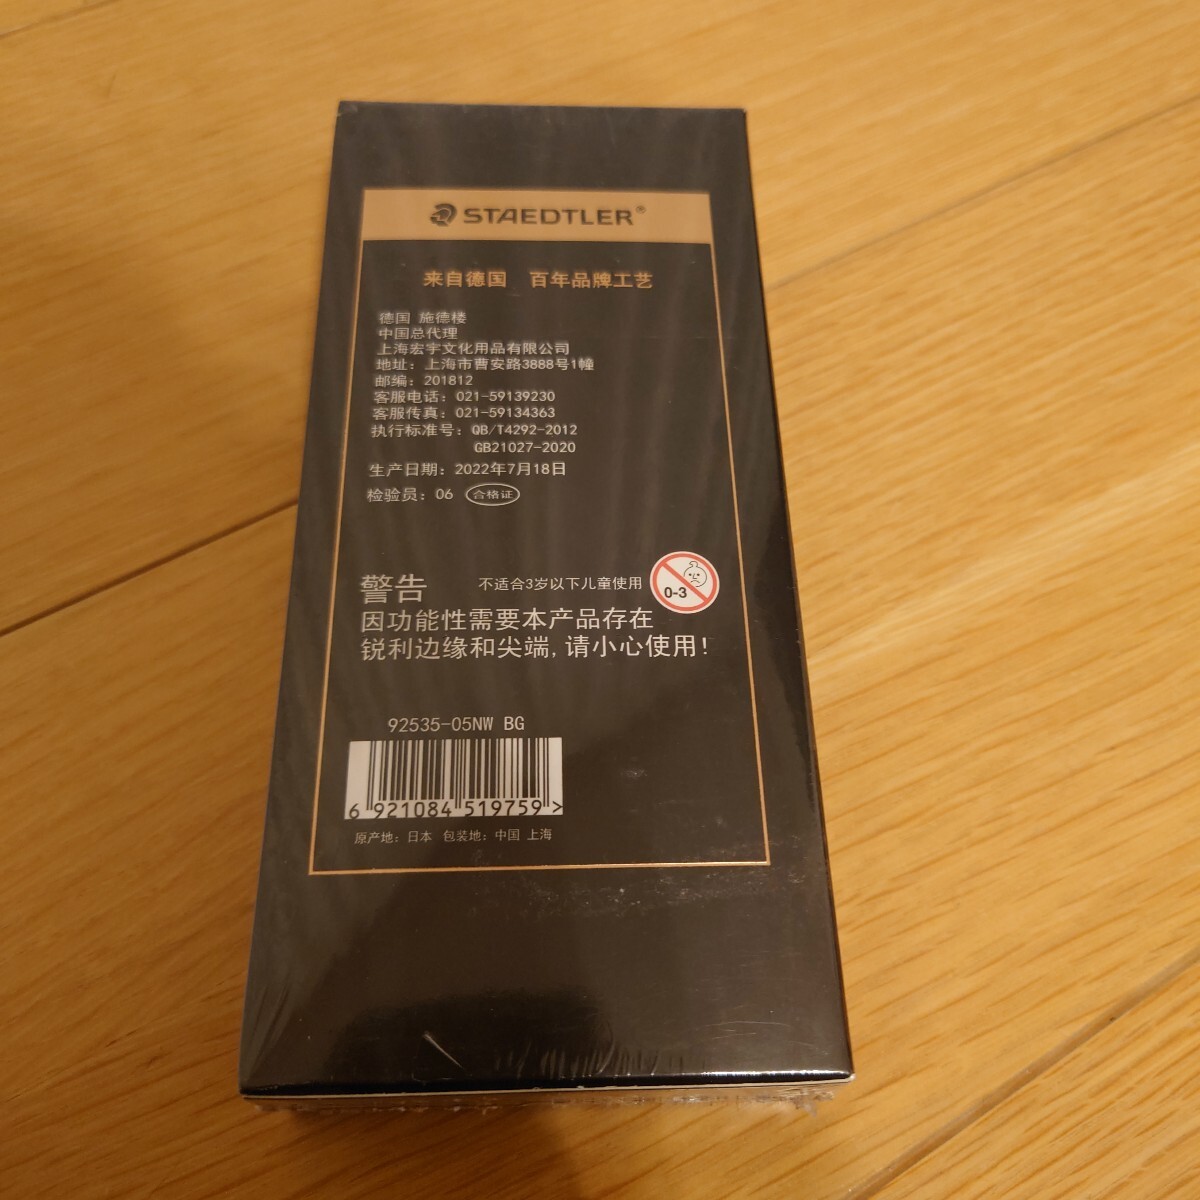 STAEDTLER®
来自德国 百年品牌工艺
德国 施德楼
中国总代理
上海宏宇文化用品有限公司
地址：上海市曹安路3888号1幢
邮编：201812
客服电话：021-59139230
客服传真：021-59134363
执行标准号：QB/T4292-2012
GB21027-2020
生产日期：2022年7月18日
检验员：06 合格证
警告 不适合3岁以下儿童使用 0-3
因功能性需要本产品存在
锐利边缘和尖端，请小心使用！
92535-05NW BG
6 921084 519759 >
原产地：日本 包装地：中国 上海